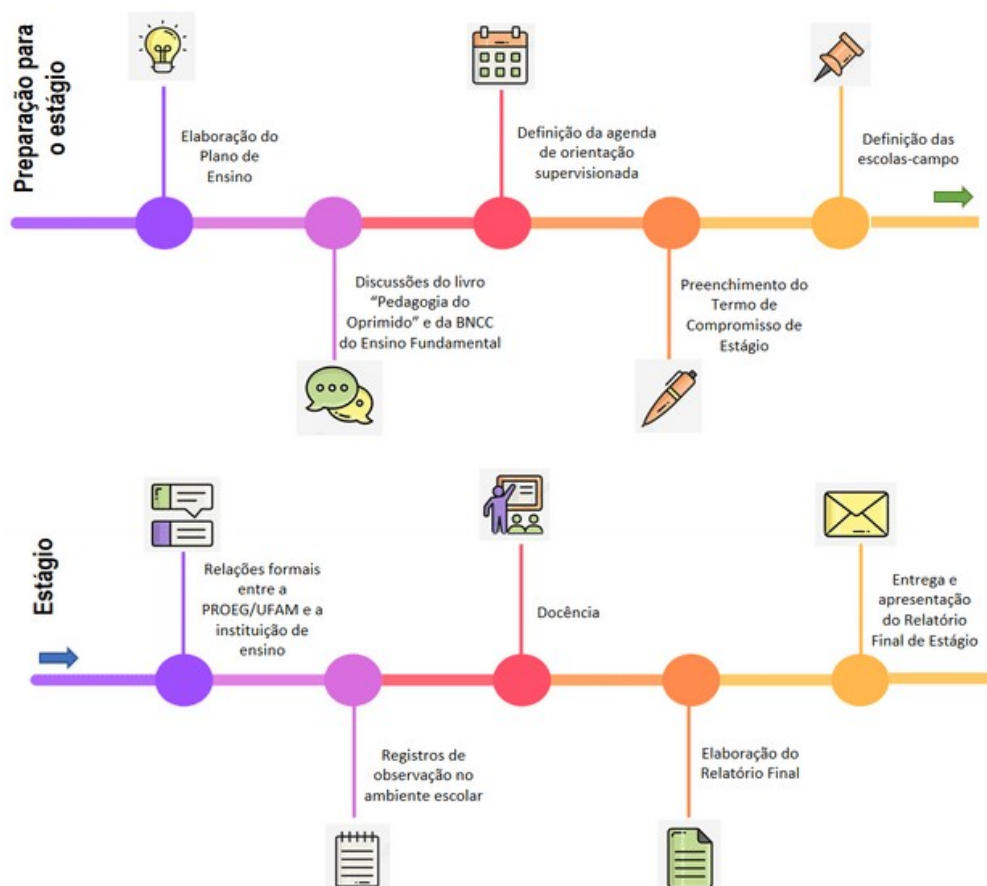 Preparação para
o estágio
Elaboração do
Plano de
Ensino
Discussões do livro
“Pedagogia do
Oprimido” e da BNCC
do Ensino Fundamental
Definição da agenda
de orientação
supervisionada
Preenchimento do
Termo de
Compromisso de
Estágio
Definição das
escolas-campo
Estágio
Relações formais
entre a
PROEG/UFAM e a
instituição de
ensino
Registros de
observação no
ambiente escolar
Docência
Elaboração do
Relatório Final
Entrega e
apresentação
do Relatório
Final de Estágio